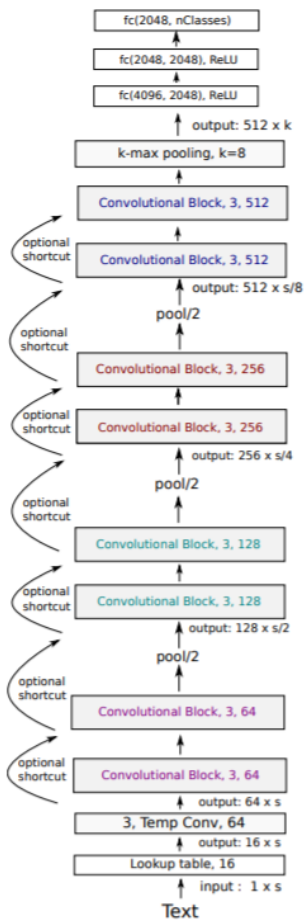 fc(2048, nClasses)
fc(2048, 2048), ReLU
fc(4096, 2048), ReLU
output: 512 x k
k-max pooling, k=8
Convolutional Block, 3, 512
optional
shortcut
Convolutional Block, 3, 512
output: 512 x s/8
pool/2
optional
shortcut
Convolutional Block, 3, 256
optional
shortcut
Convolutional Block, 3, 256
output: 256 x s/4
pool/2
optional
shortcut
Convolutional Block, 3, 128
optional
shortcut
Convolutional Block, 3, 128
output: 128 x s/2
pool/2
optional
shortcut
Convolutional Block, 3, 64
optional
shortcut
Convolutional Block, 3, 64
output: 64 x s
3, Temp Conv, 64
output: 16 x s
Lookup table, 16
input : 1 x s
Text